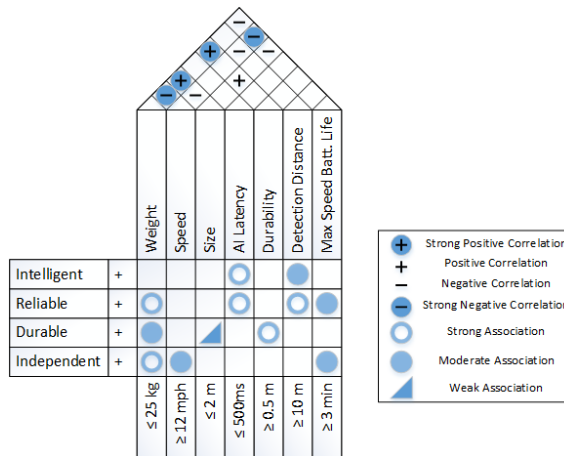 Weight
Speed
Size
AI Latency
Durability
Detection Distance
Max Speed Batt. Life
Intelligent +
Reliable +
Durable +
Independent +
≤ 25 kg
≥ 12 mph
≤ 2 m
≤ 500ms
≥ 0.5 m
≥ 10 m
≥ 3 min
Strong Positive Correlation
+ Positive Correlation
− Negative Correlation
Strong Negative Correlation
Strong Association
Moderate Association
Weak Association